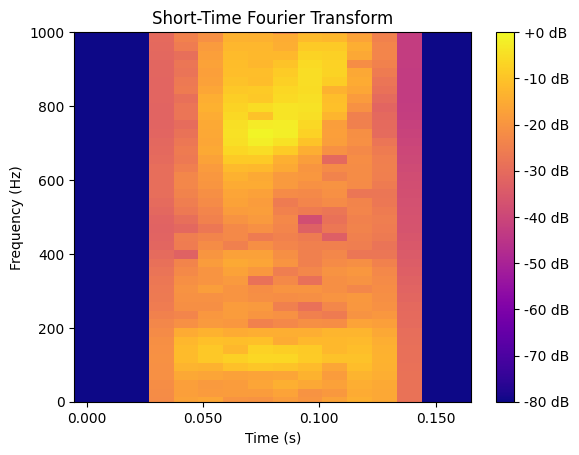 Short-Time Fourier Transform
1000
800
600
400
200
0
Frequency (Hz)
0.000
0.050
0.100
0.150
Time (s)
+0 dB
-10 dB
-20 dB
-30 dB
-40 dB
-50 dB
-60 dB
-70 dB
-80 dB